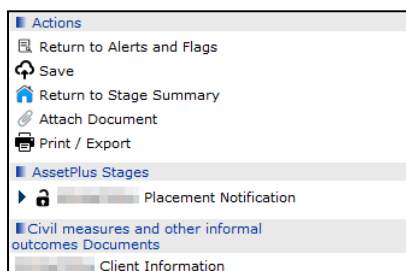 Actions
Return to Alerts and Flags
Save
Return to Stage Summary
Attach Document
Print / Export
AssetPlus Stages
Placement Notification
Civil measures and other informal
outcomes Documents
Client Information